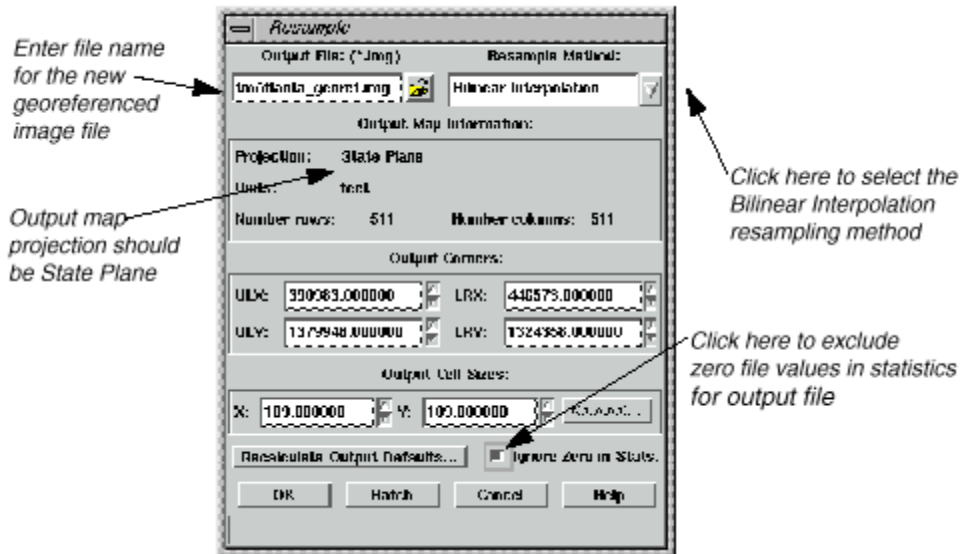 Resample
Enter file name
for the new
georeferenced
image file
Output File: (*.img)
Resample Method:
Bilinear Interpolation
Output Map Information:
Projection: State Plane
Units: feet
Number rows: 511 Number columns: 511
Click here to select the
Bilinear Interpolation
resampling method
Output map
projection should
be State Plane
Output Corners:
ULX: 390983.000000 LRX: 446573.000000
ULY: 1379948.000000 LRY: 1324358.000000
Click here to exclude
zero file values in statistics
for output file
Output Cell Sizes:
X: 109.000000 Y: 109.000000
Recalculate Output Defaults... Ignore Zero in Stats.
OK Batch Cancel Help